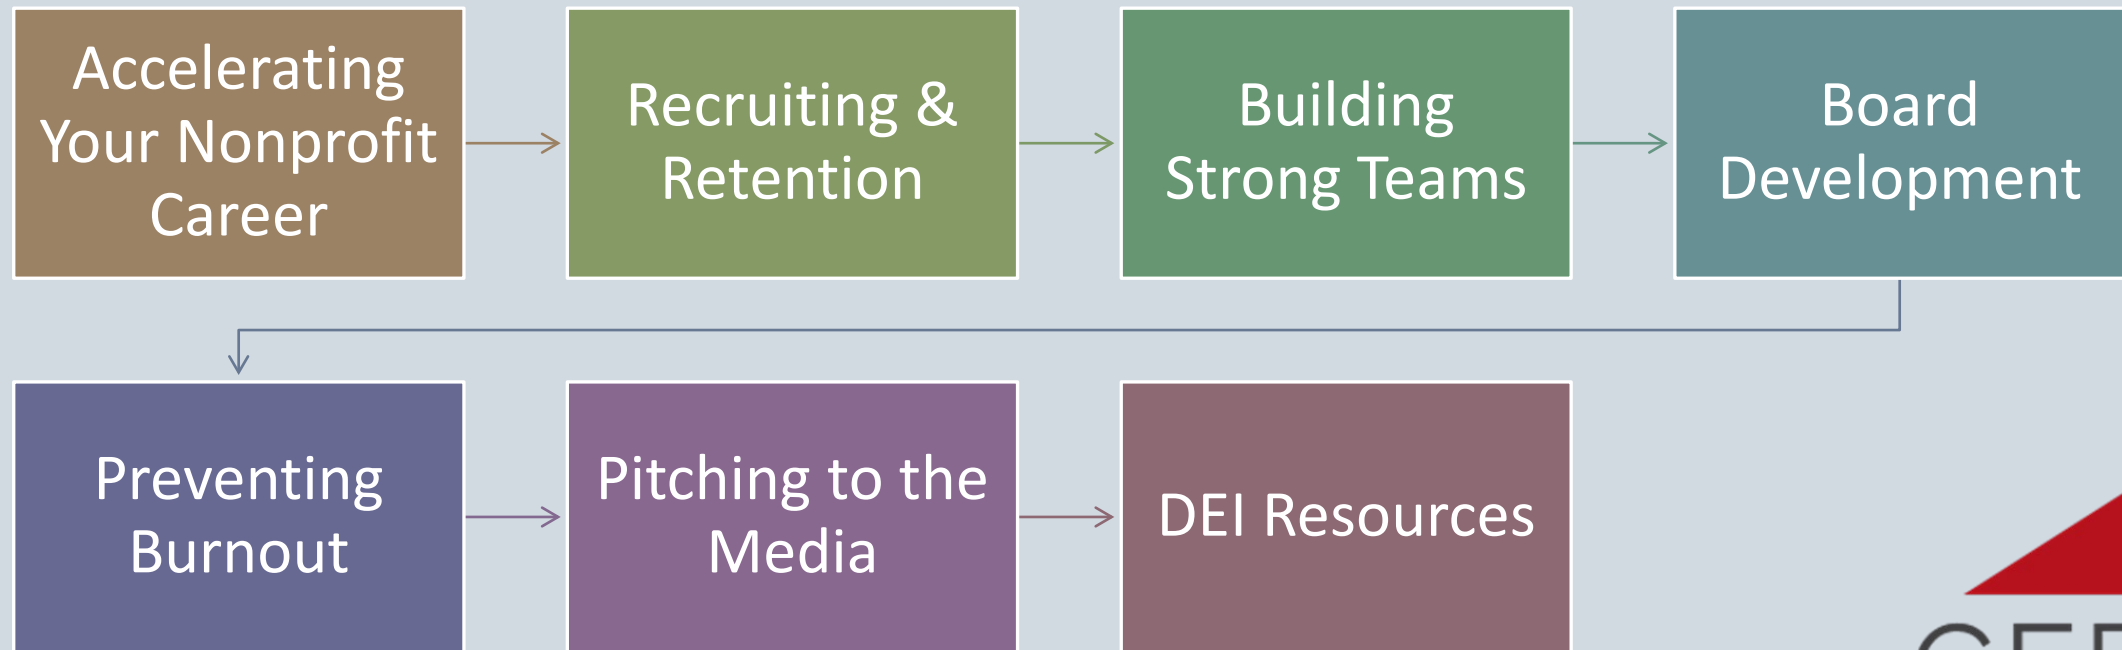 Accelerating
Your Nonprofit
Career
Recruiting &
Retention
Building
Strong Teams
Board
Development
Preventing
Burnout
Pitching to the
Media
DEI Resources